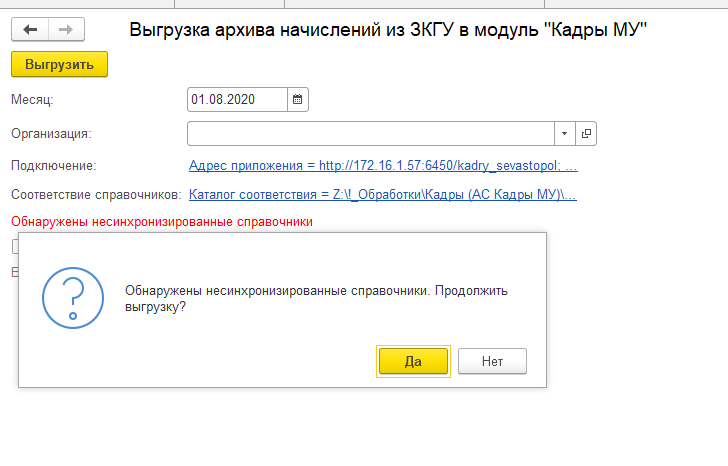 Выгрузка архива начислений из ЗКГУ в модуль "Кадры МУ"
Выгрузить
Месяц: 01.08.2020
Организация:
Подключение: Адрес приложения = http://172.16.1.57:6450/kadry_sevastopol; ...
Соответствие справочников: Каталог соответствия = Z:\!_Обработки\Кадры (АС Кадры МУ)\...
Обнаружены несинхронизированные справочники
Обнаружены несинхронизированные справочники. Продолжить
выгрузку?
Да Нет